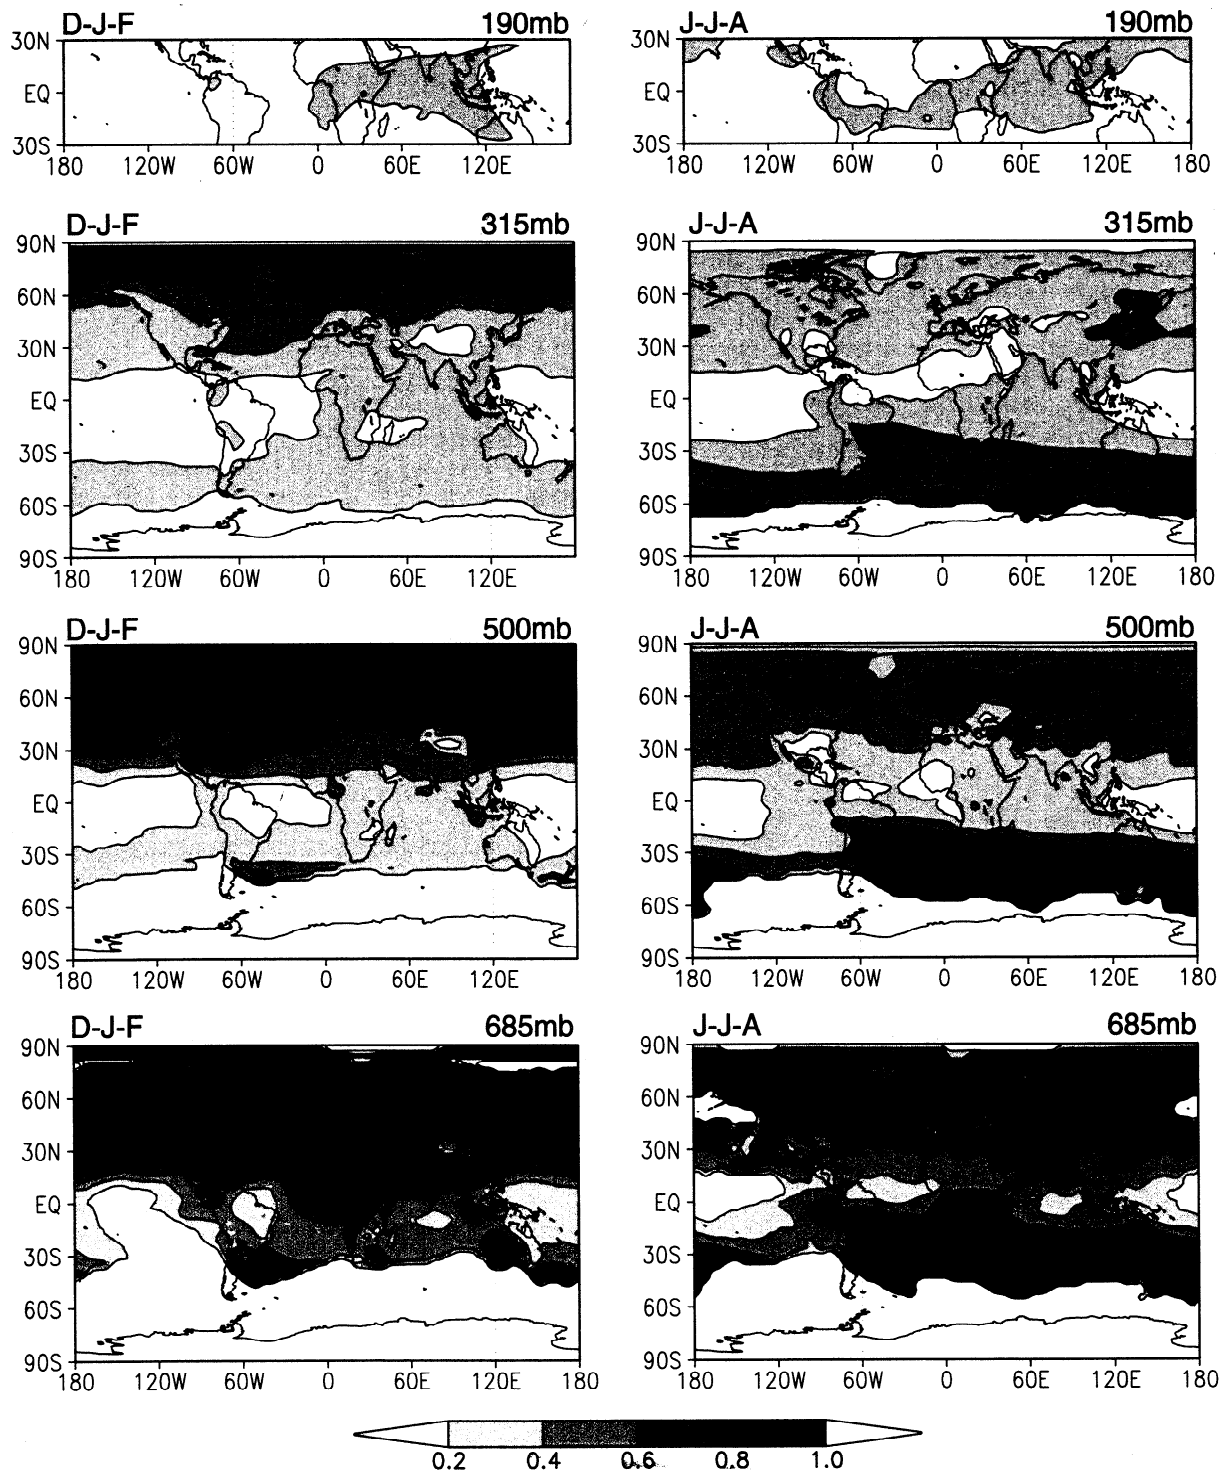 D-J-F 190mb
30N
EQ
30S
180 120W 60W 0 60E 120E
J-J-A 190mb
30N
EQ
30S
180 120W 60W 0 60E 120E 180
D-J-F 315mb
90N
60N
30N
EQ
30S
60S
90S
180 120W 60W 0 60E 120E
J-J-A 315mb
90N
60N
30N
EQ
30S
60S
90S
180 120W 60W 0 60E 120E 180
D-J-F 500mb
90N
60N
30N
EQ
30S
60S
90S
180 120W 60W 0 60E 120E
J-J-A 500mb
90N
60N
30N
EQ
30S
60S
90S
180 120W 60W 0 60E 120E 180
D-J-F 685mb
90N
60N
30N
EQ
30S
60S
90S
180 120W 60W 0 60E 120E 180
J-J-A 685mb
90N
60N
30N
EQ
30S
60S
90S
180 120W 60W 0 60E 120E 180
0.2 0.4 0.6 0.8 1.0